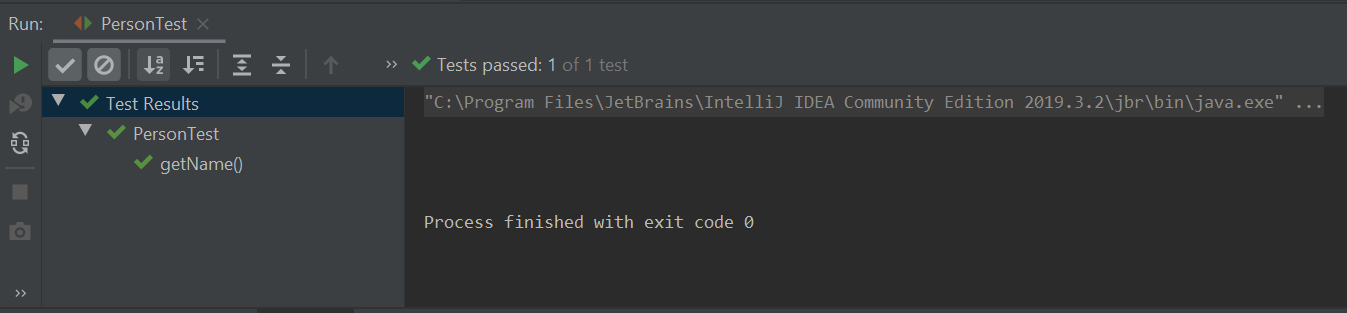 Run: PersonTest
Tests passed: 1 of 1 test
Test Results
PersonTest
getName()
"C:\Program Files\JetBrains\IntelliJ IDEA Community Edition 2019.3.2\jbr\bin\java.exe" ...
Process finished with exit code 0